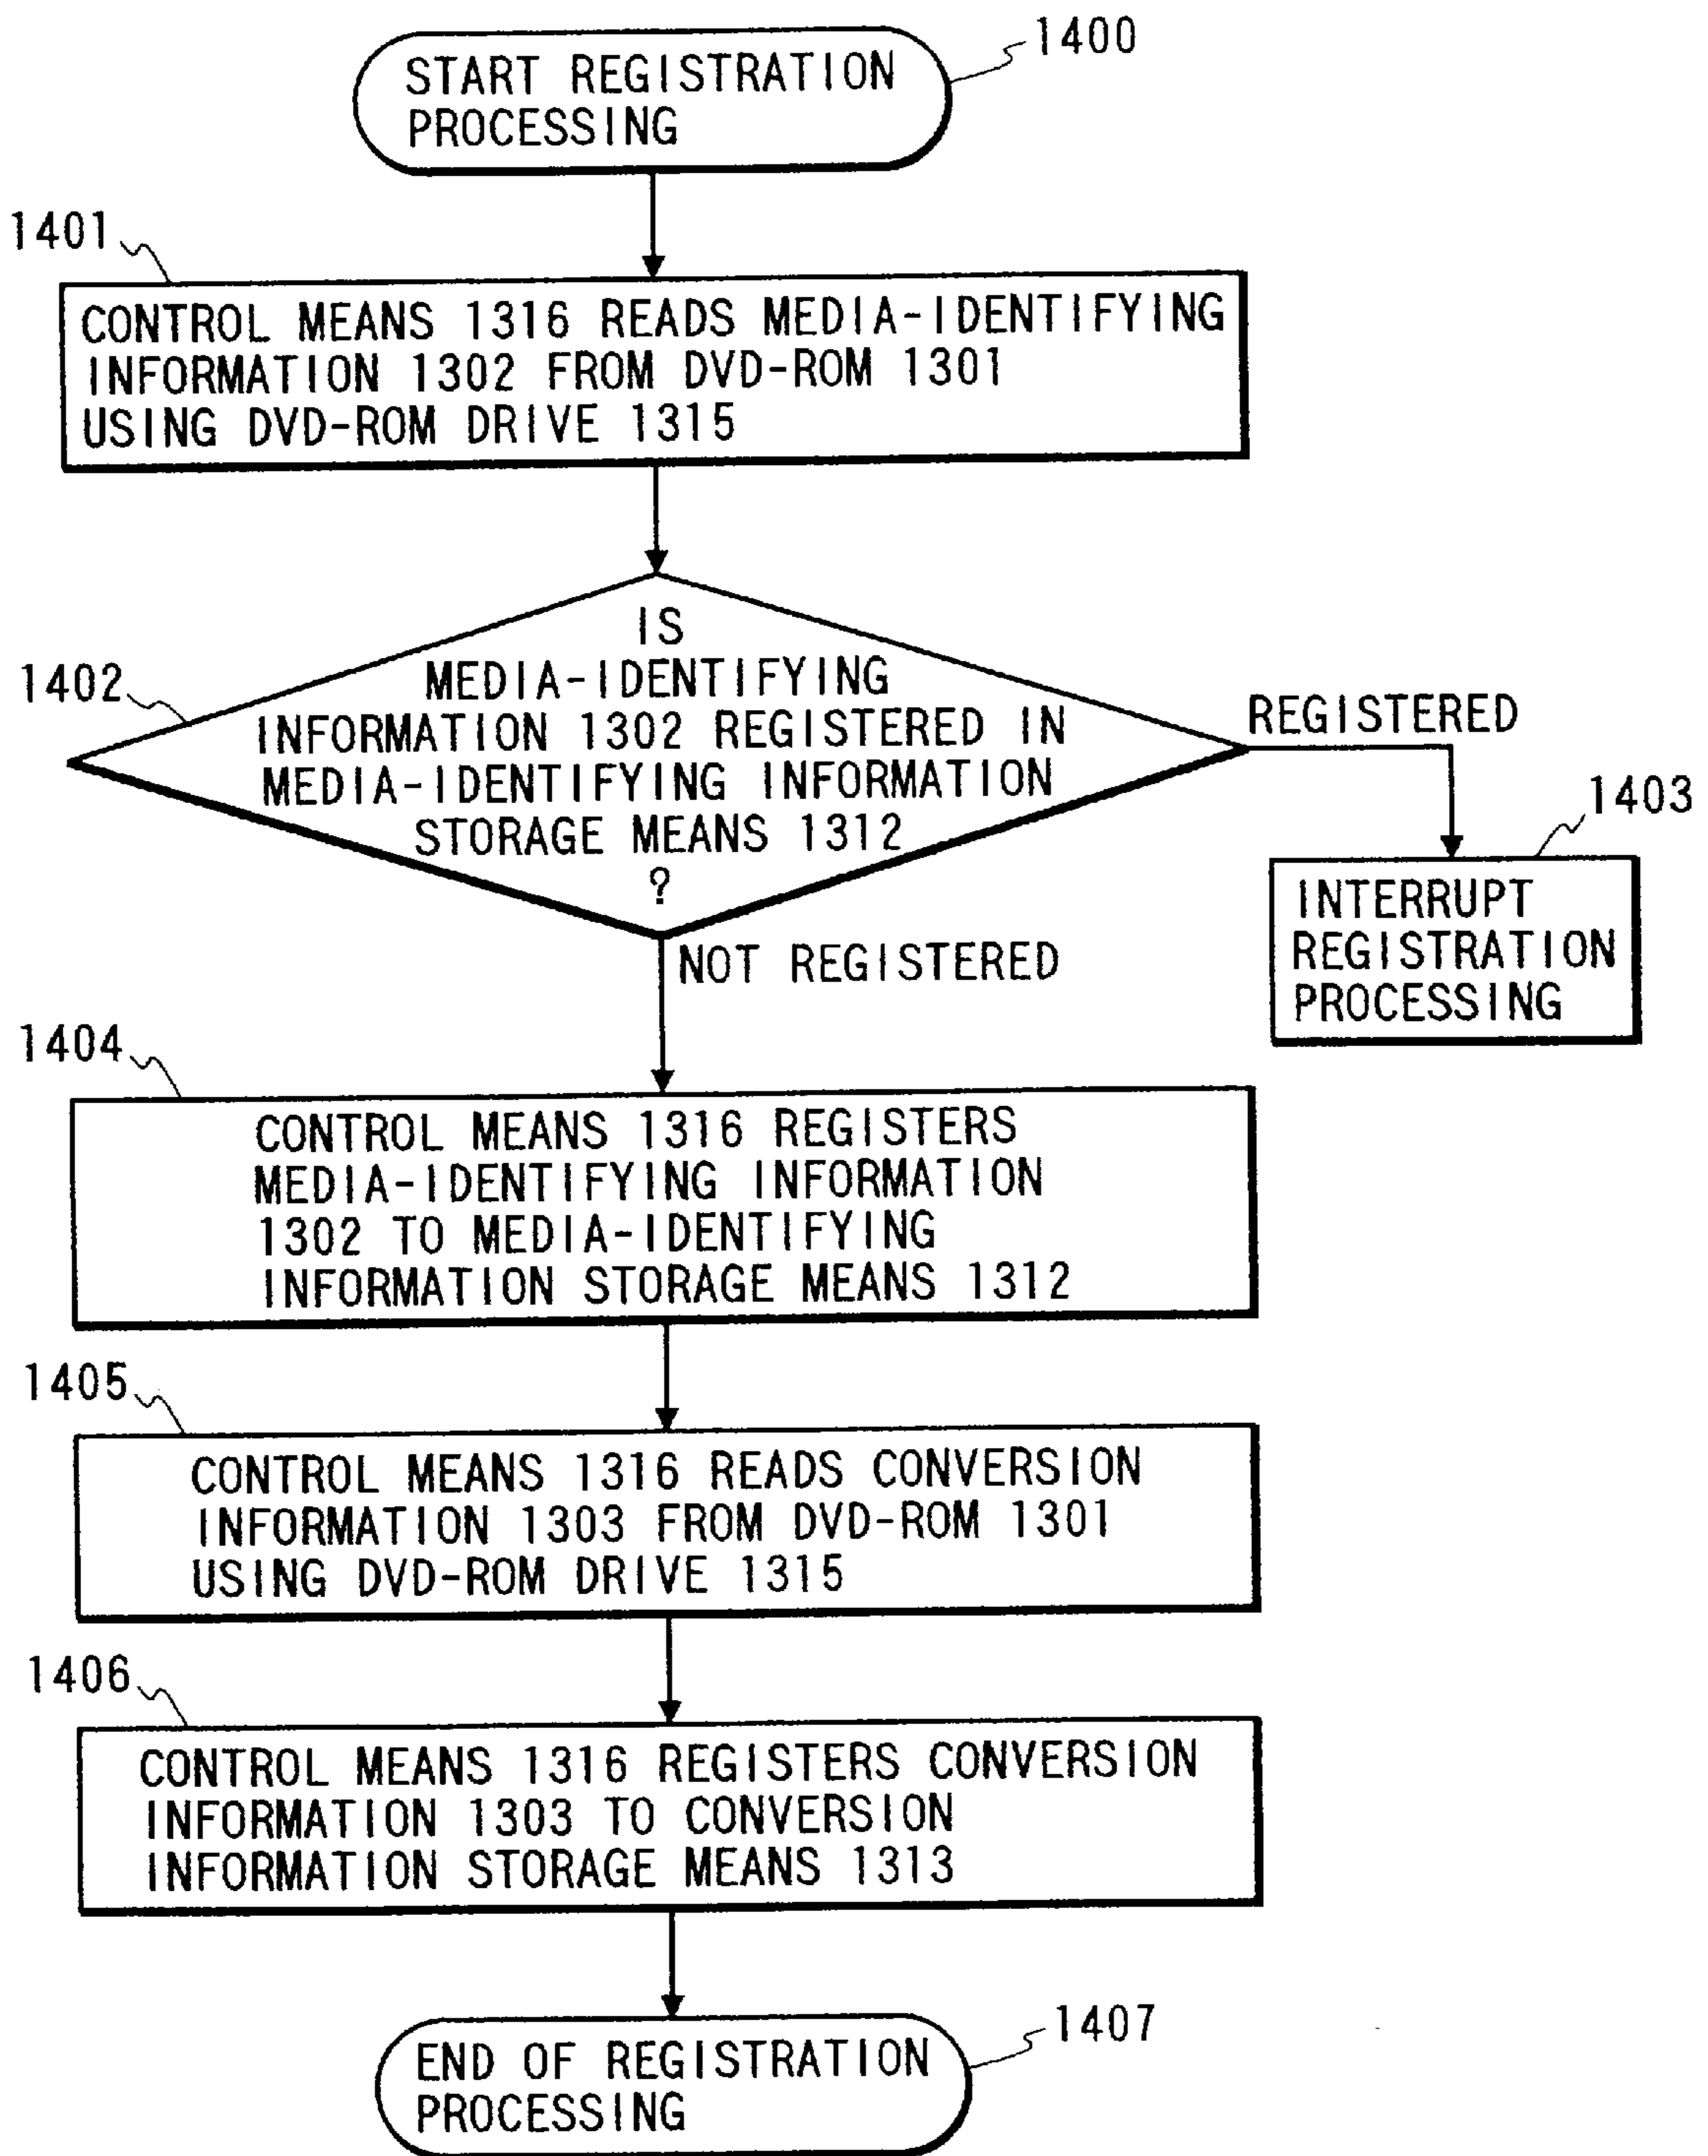 1400
START REGISTRATION
PROCESSING
1401
CONTROL MEANS 1316 READS MEDIA-IDENTIFYING
INFORMATION 1302 FROM DVD-ROM 1301
USING DVD-ROM DRIVE 1315
1402
IS
MEDIA-IDENTIFYING
INFORMATION 1302 REGISTERED IN
MEDIA-IDENTIFYING INFORMATION
STORAGE MEANS 1312
?
REGISTERED
1403
INTERRUPT
REGISTRATION
PROCESSING
NOT REGISTERED
1404
CONTROL MEANS 1316 REGISTERS
MEDIA-IDENTIFYING INFORMATION
1302 TO MEDIA-IDENTIFYING
INFORMATION STORAGE MEANS 1312
1405
CONTROL MEANS 1316 READS CONVERSION
INFORMATION 1303 FROM DVD-ROM 1301
USING DVD-ROM DRIVE 1315
1406
CONTROL MEANS 1316 REGISTERS CONVERSION
INFORMATION 1303 TO CONVERSION
INFORMATION STORAGE MEANS 1313
1407
END OF REGISTRATION
PROCESSING